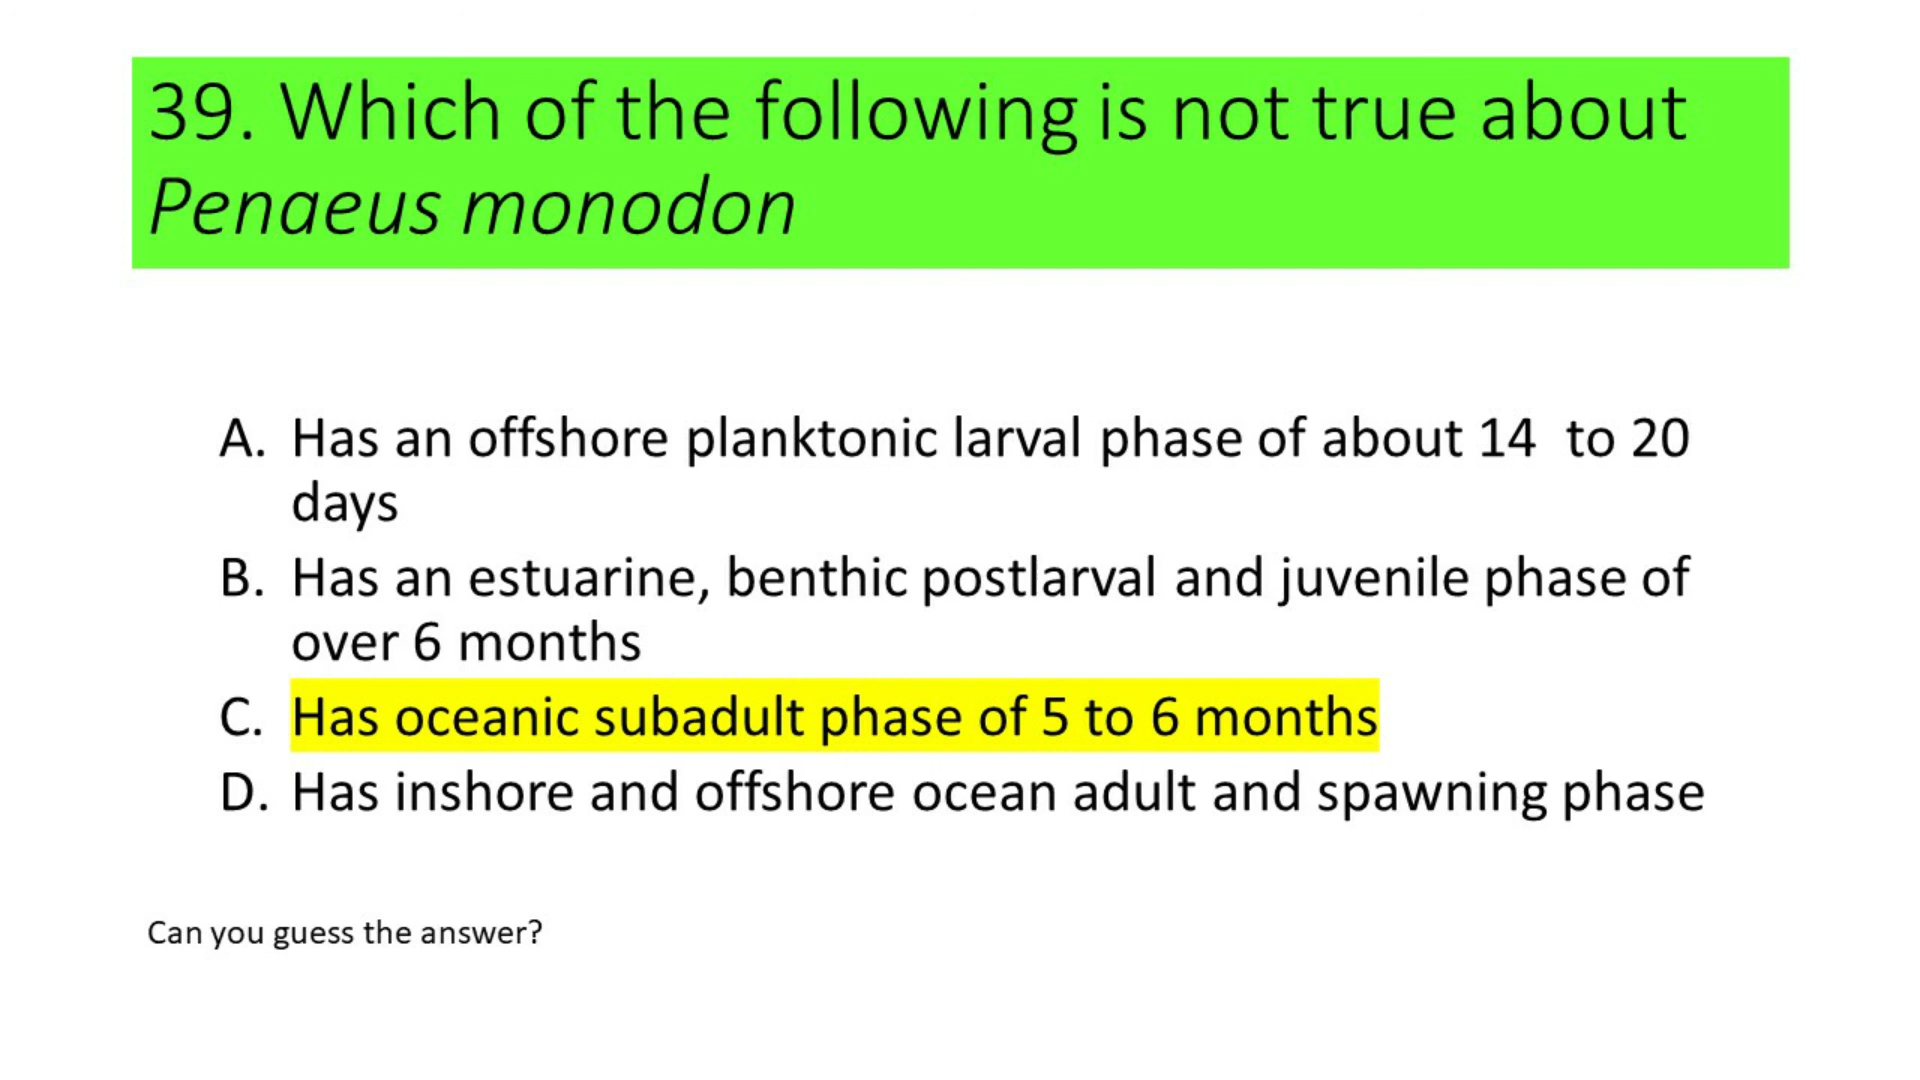 39. Which of the following is not true about
Penaeus monodon
A. Has an offshore planktonic larval phase of about 14  to 20
days
B. Has an estuarine, benthic postlarval and juvenile phase of
over 6 months
C. Has oceanic subadult phase of 5 to 6 months
D. Has inshore and offshore ocean adult and spawning phase
Can you guess the answer?